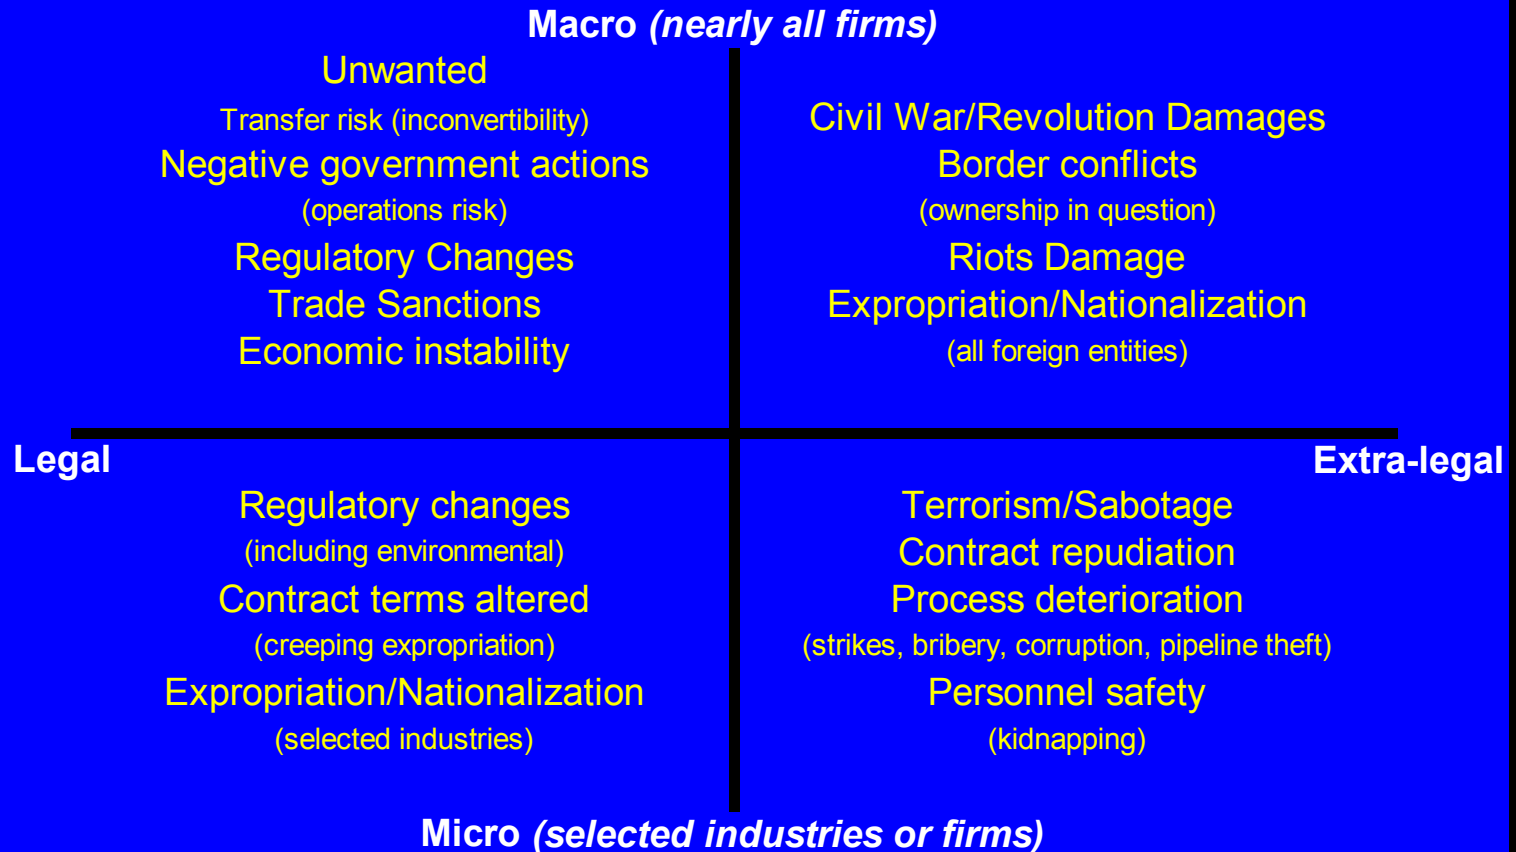 Macro (nearly all firms)
Unwanted
Transfer risk (inconvertibility)
Negative government actions
(operations risk)
Regulatory Changes
Trade Sanctions
Economic instability
Civil War/Revolution Damages
Border conflicts
(ownership in question)
Riots Damage
Expropriation/Nationalization
(all foreign entities)
Legal
Extra-legal
Regulatory changes
(including environmental)
Contract terms altered
(creeping expropriation)
Expropriation/Nationalization
(selected industries)
Terrorism/Sabotage
Contract repudiation
Process deterioration
(strikes, bribery, corruption, pipeline theft)
Personnel safety
(kidnapping)
Micro (selected industries or firms)